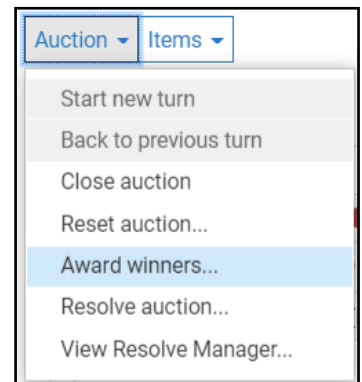 Auction Items
Start new turn
Back to previous turn
Close auction
Reset auction...
Award winners...
Resolve auction...
View Resolve Manager...